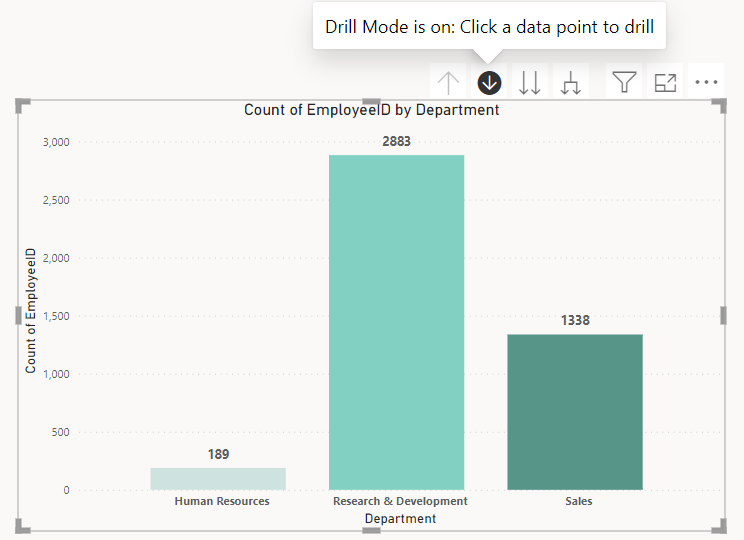 Drill Mode is on: Click a data point to drill
Count of EmployeeID by Department
3,000
2,500
2,000
1,500
1,000
500
0
Count of EmployeeID
2883
1338
189
Human Resources
Research & Development
Sales
Department